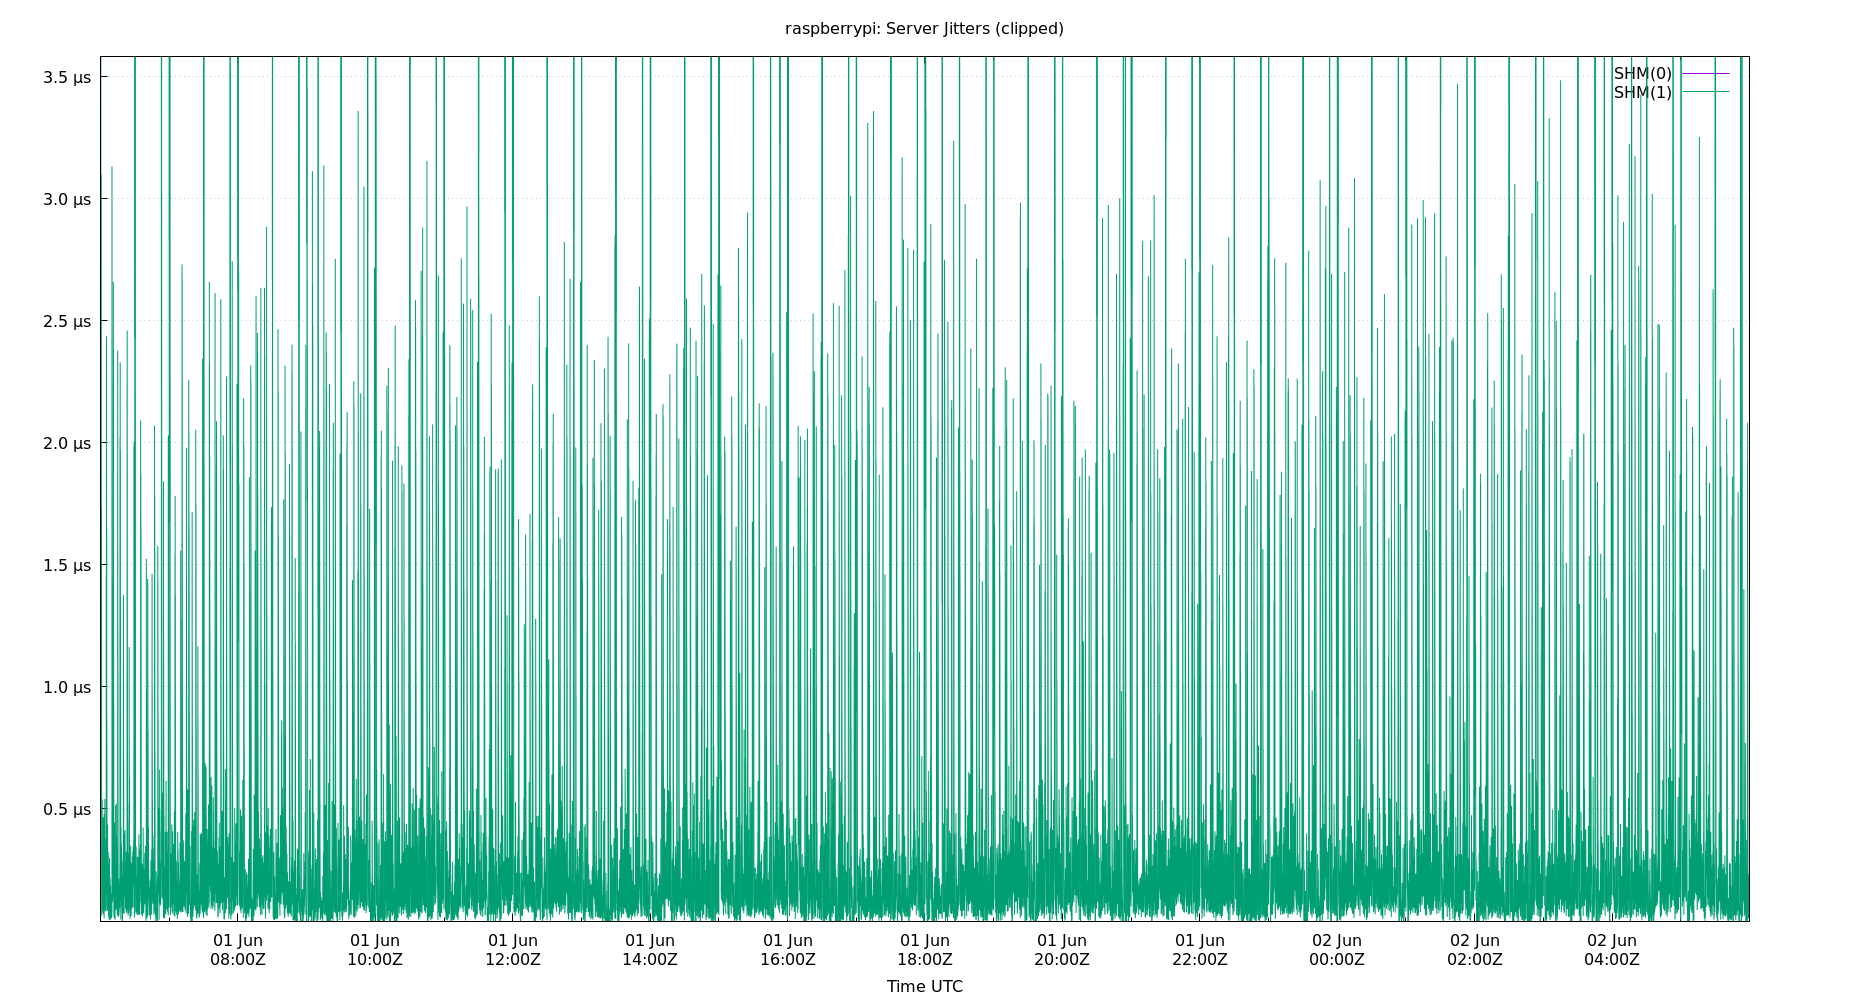 raspberrypi: Server Jitters (clipped)
3.5 µs
3.0 µs
2.5 µs
2.0 µs
1.5 µs
1.0 µs
0.5 µs
SHM(0)
SHM(1)
01 Jun 01 Jun 01 Jun 01 Jun 01 Jun 01 Jun 01 Jun 01 Jun 02 Jun 02 Jun 02 Jun
08:00Z 10:00Z 12:00Z 14:00Z 16:00Z 18:00Z 20:00Z 22:00Z 00:00Z 02:00Z 04:00Z
Time UTC